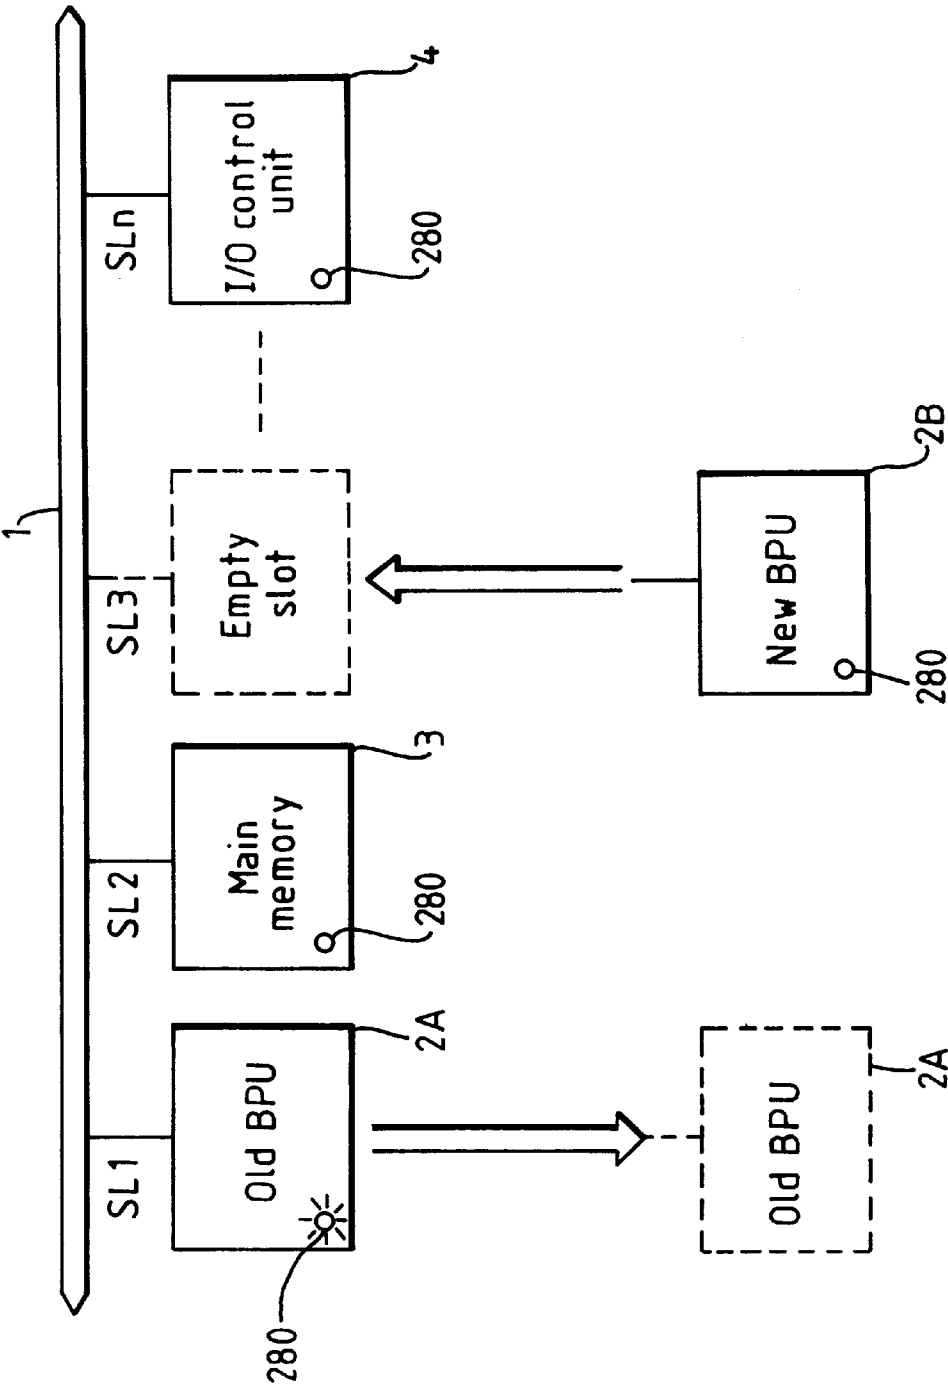 1
SL1
SL2
SL3
SLn
Old BPU
Main
memory
Empty
slot
I/O control
unit
280
2A
280
3
280
4
Old BPU
2A
New BPU
280
2B